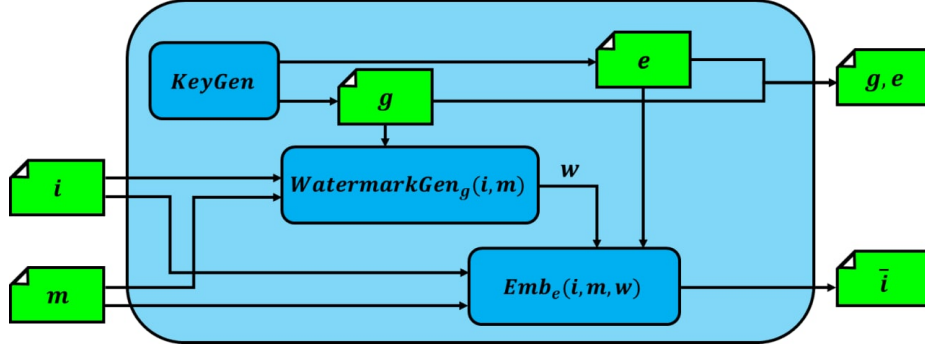 KeyGen
e
g
g, e
i
WatermarkGen_g(i, m)
w
m
Emb_e(i, m, w)
i̅